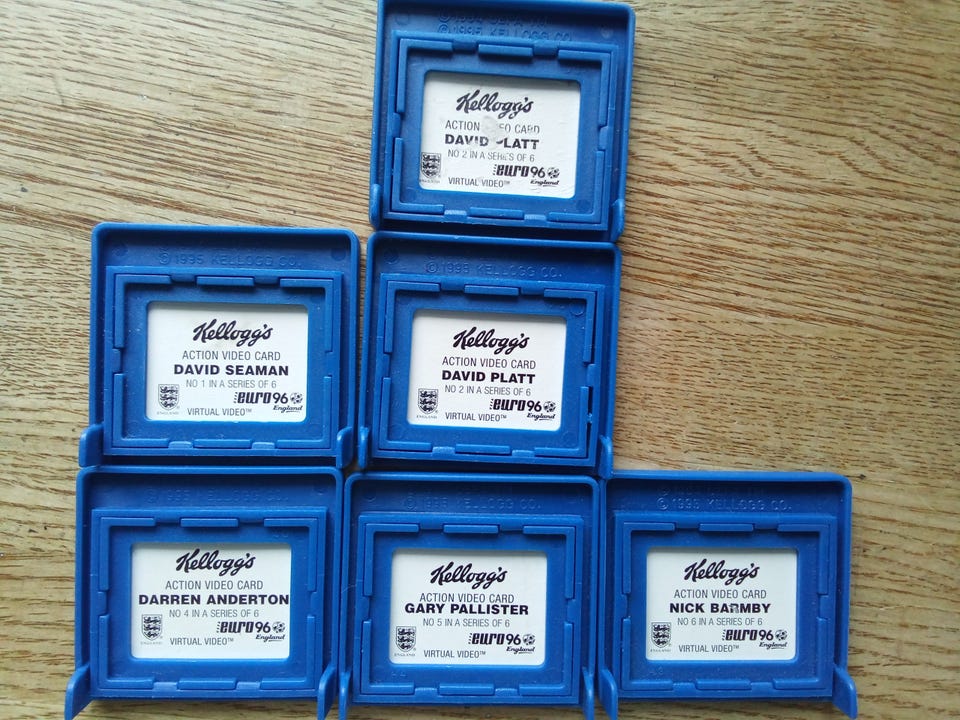 © 1995 KELLOGG CO.
Kellogg's
ACTION VIDEO CARD
DAVID PLATT
NO 2 IN A SERIES OF 6
euro96
ENGLAND
England
VIRTUAL VIDEO™
© 1995 KELLOGG CO.
Kellogg's
ACTION VIDEO CARD
DAVID SEAMAN
NO 1 IN A SERIES OF 6
euro96
ENGLAND
England
VIRTUAL VIDEO™
© 1995 KELLOGG CO.
Kellogg's
ACTION VIDEO CARD
DAVID PLATT
NO 2 IN A SERIES OF 6
euro96
ENGLAND
England
VIRTUAL VIDEO™
© 1995 KELLOGG CO.
Kellogg's
ACTION VIDEO CARD
DARREN ANDERTON
NO 4 IN A SERIES OF 6
euro96
ENGLAND
England
VIRTUAL VIDEO™
© 1995 KELLOGG CO.
Kellogg's
ACTION VIDEO CARD
GARY PALLISTER
NO 5 IN A SERIES OF 6
euro96
ENGLAND
England
VIRTUAL VIDEO™
© 1995 KELLOGG CO.
Kellogg's
ACTION VIDEO CARD
NICK BARMBY
NO 6 IN A SERIES OF 6
euro96
ENGLAND
England
VIRTUAL VIDEO™